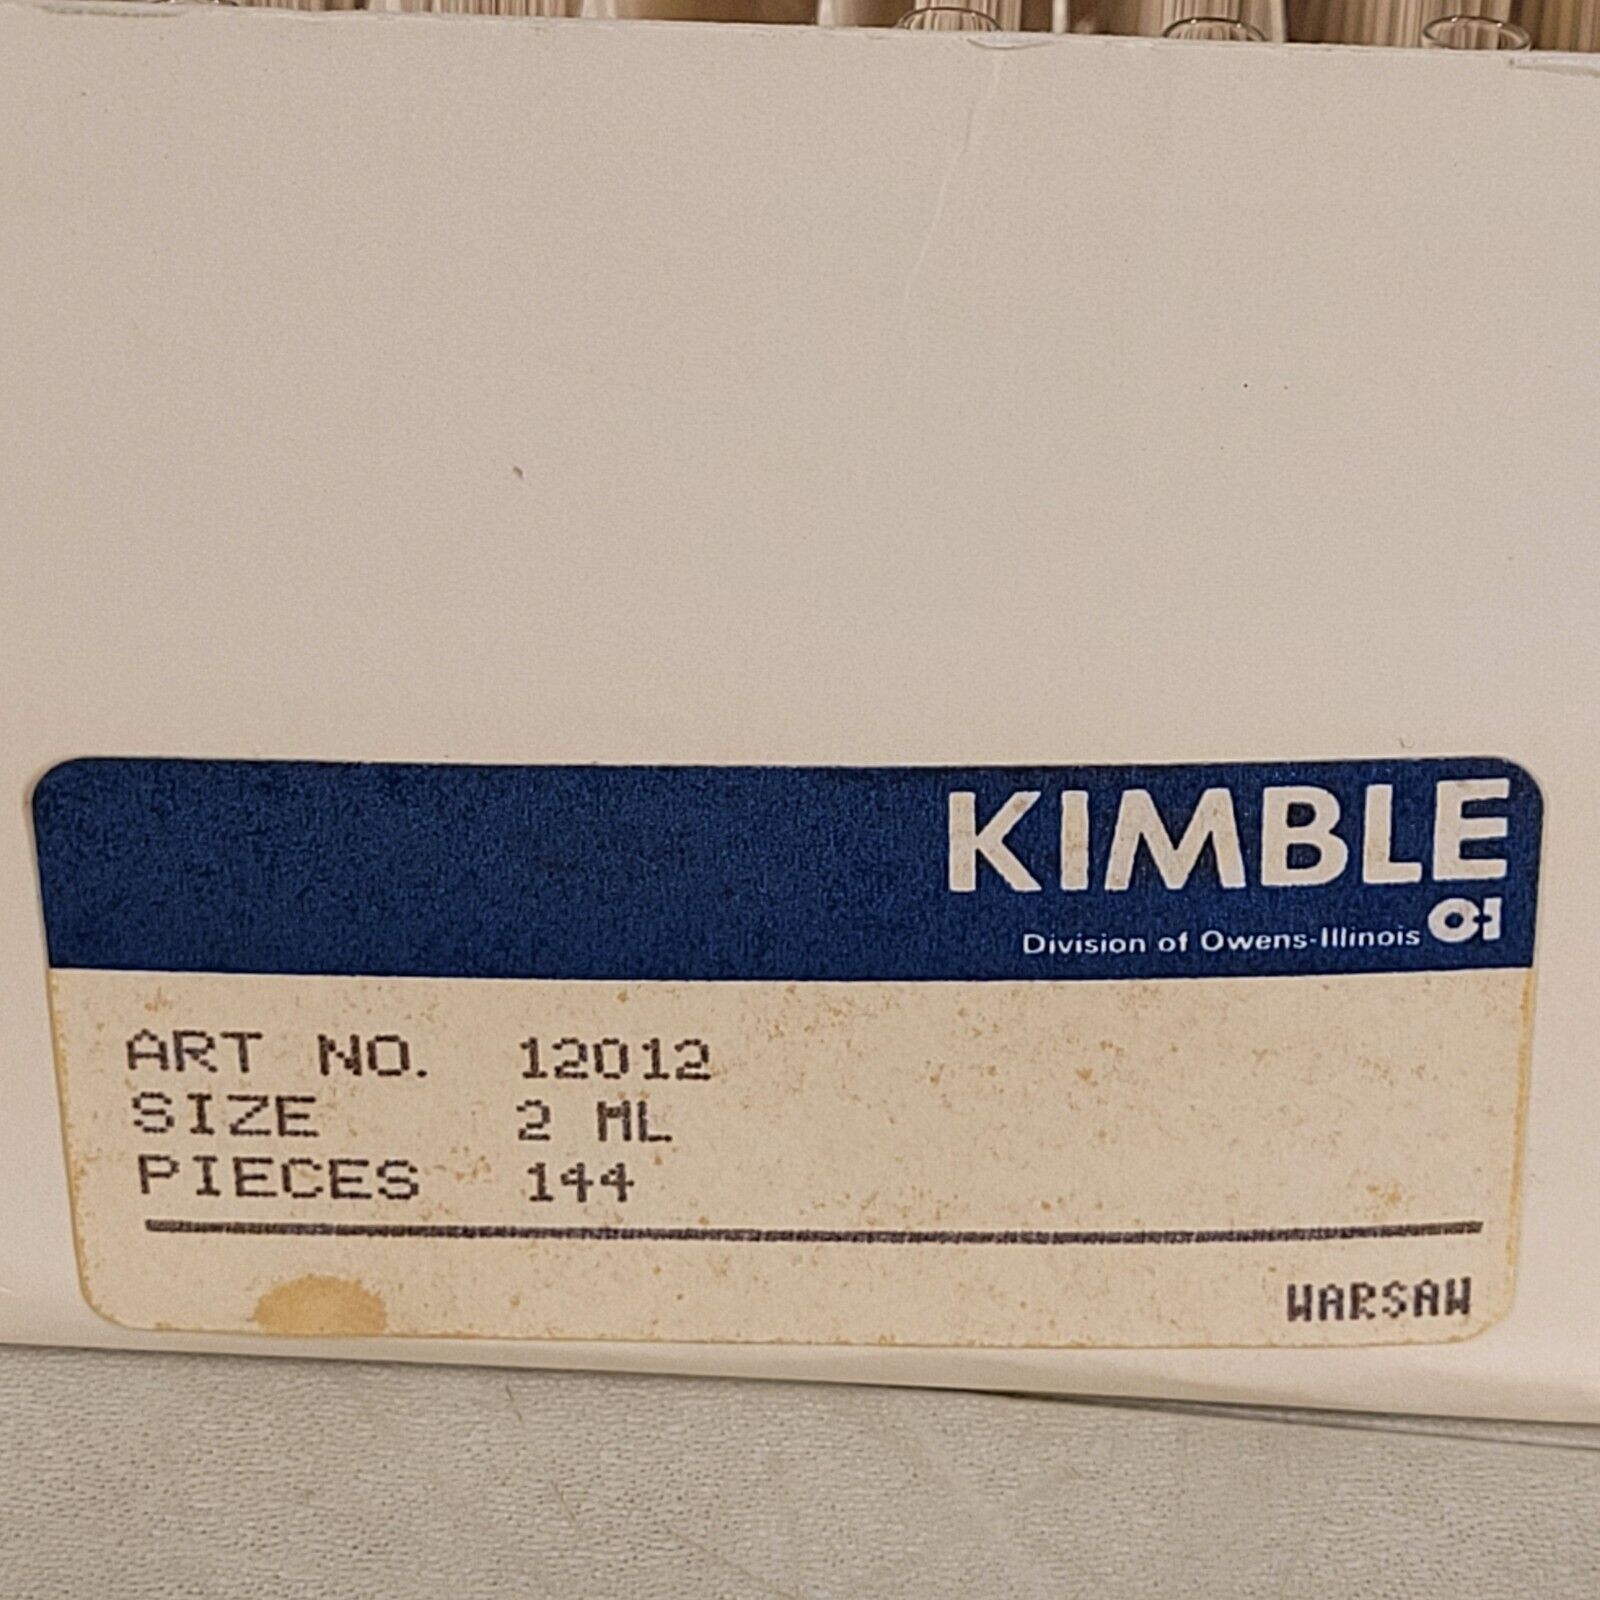 KIMBLE
Division of Owens-Illinois
ART NO. 12012
SIZE 2 ML
PIECES 144
WARSAW